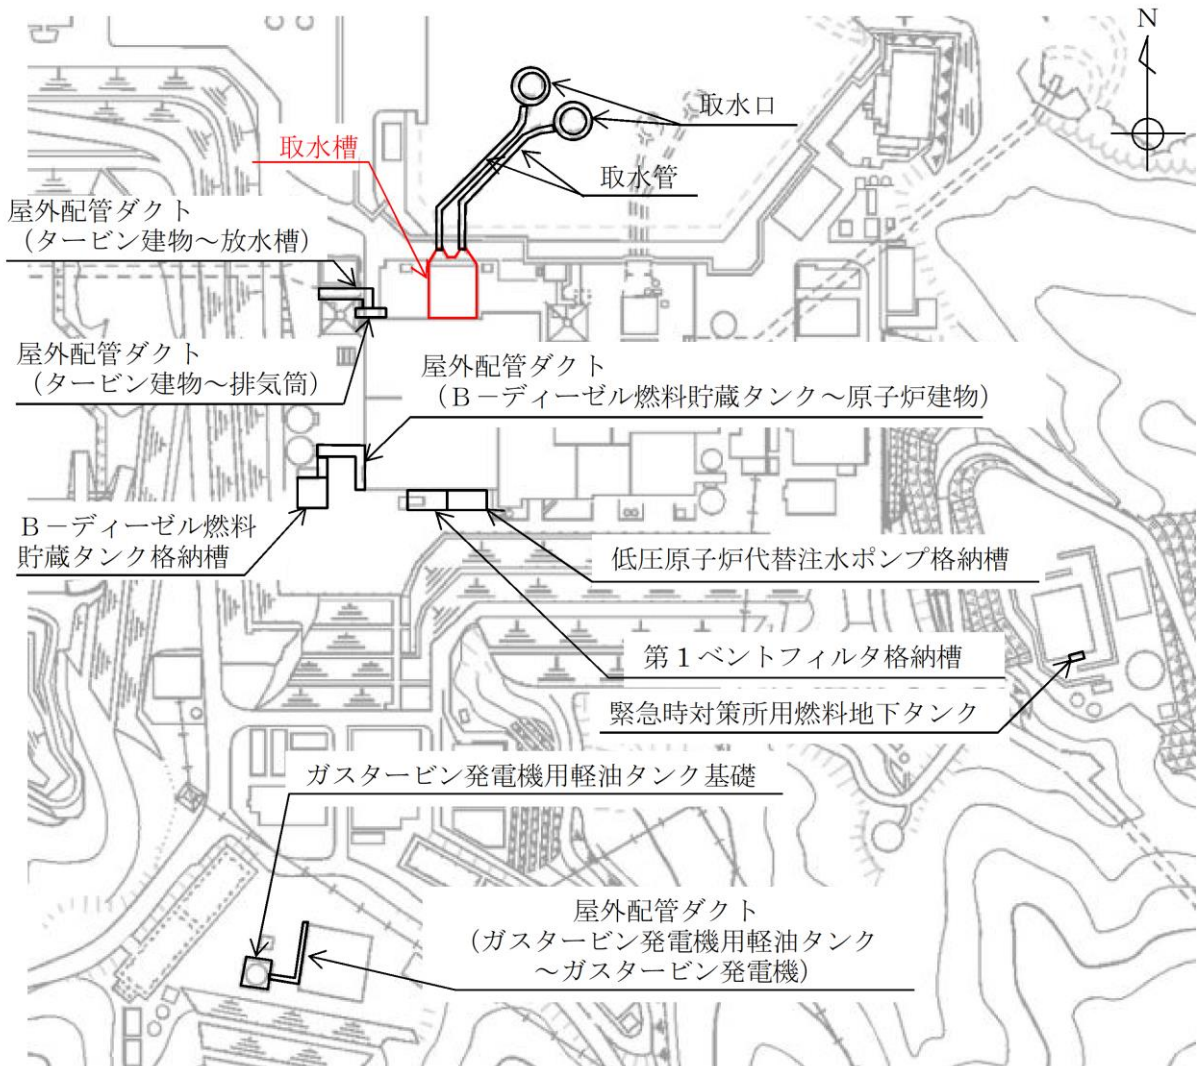 N
取水口
取水槽
取水管
屋外配管ダクト
（タービン建物～放水槽）
屋外配管ダクト
（タービン建物～排気筒）
屋外配管ダクト
（Ｂ－ディーゼル燃料貯蔵タンク～原子炉建物）
Ｂ－ディーゼル燃料
貯蔵タンク格納槽
低圧原子炉代替注水ポンプ格納槽
第１ベントフィルタ格納槽
緊急時対策所用燃料地下タンク
ガスタービン発電機用軽油タンク基礎
屋外配管ダクト
（ガスタービン発電機用軽油タンク
～ガスタービン発電機）